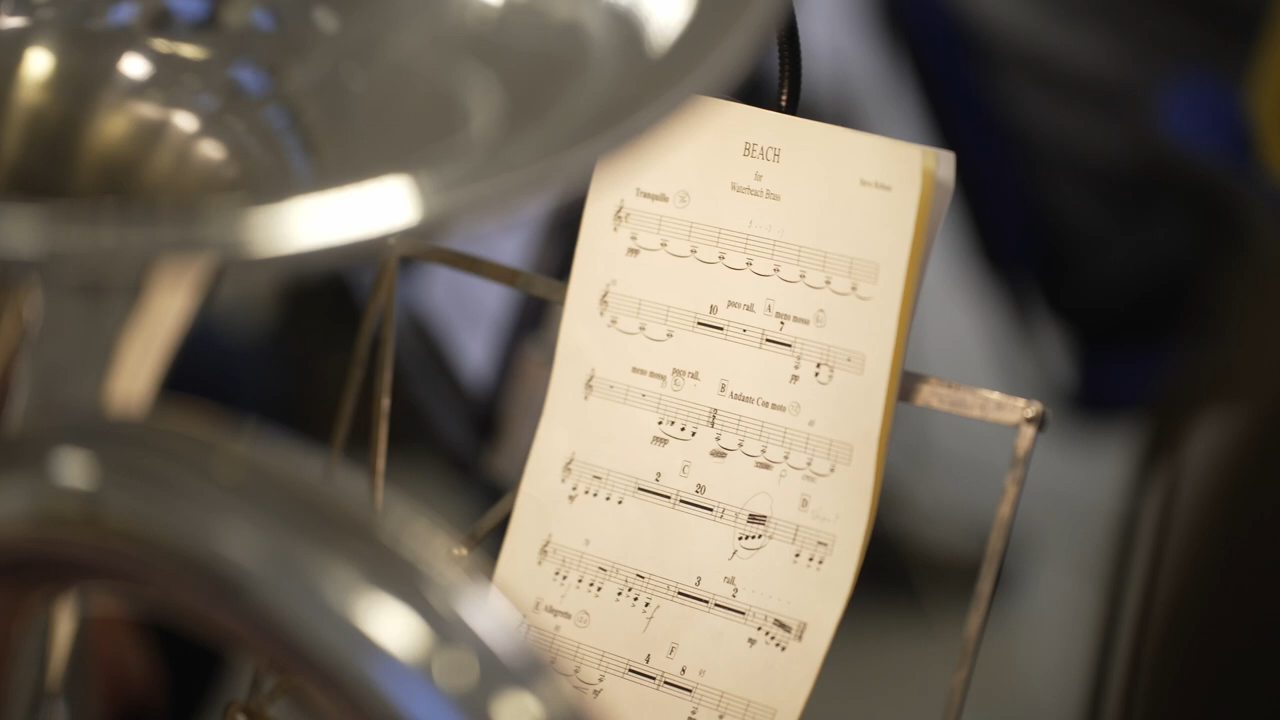 BEACH
for
Waterbeach Brass
Tranquillo
ppp
poco rall. A meno mosso
10 7
pp
meno mosso poco rall. B Andante Con moto
pppp
C D
2 20
f
rall.
3 2
f mp
E Allegretto F
4 8
mf